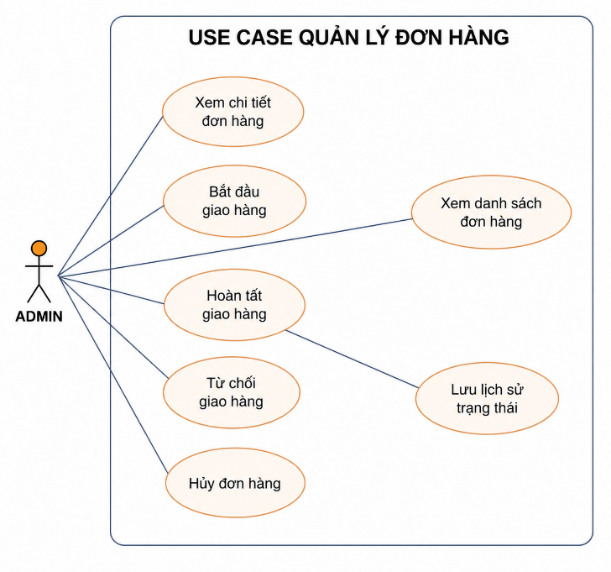 USE CASE QUẢN LÝ ĐƠN HÀNG
Xem chi tiết
đơn hàng
Bắt đầu
giao hàng
Xem danh sách
đơn hàng
Hoàn tất
giao hàng
ADMIN
Từ chối
giao hàng
Lưu lịch sử
trạng thái
Hủy đơn hàng